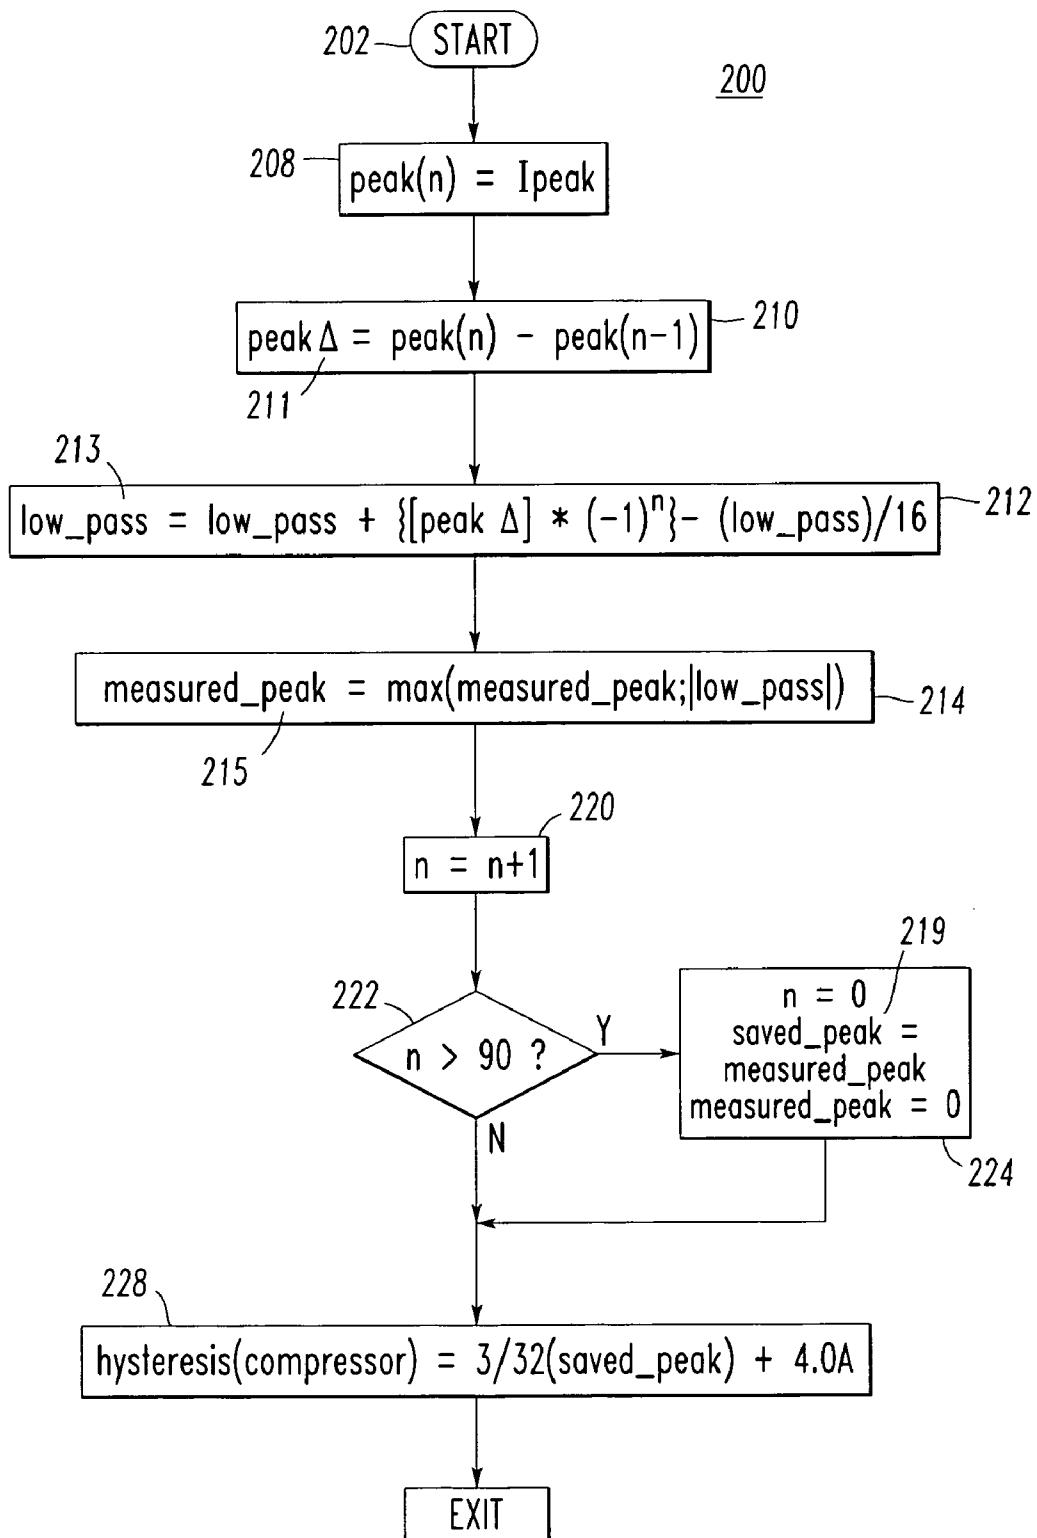 202
START
200
208
peak(n) = Ipeak
210
peak Δ = peak(n) - peak(n-1)
211
213
212
low_pass = low_pass + {[peak Δ] * (-1)^n} - (low_pass)/16
measured_peak = max(measured_peak;|low_pass|)
214
215
220
n = n+1
219
222
n > 90 ?
Y
N
n = 0
saved_peak =
measured_peak
measured_peak = 0
224
228
hysteresis(compressor) = 3/32(saved_peak) + 4.0A
EXIT